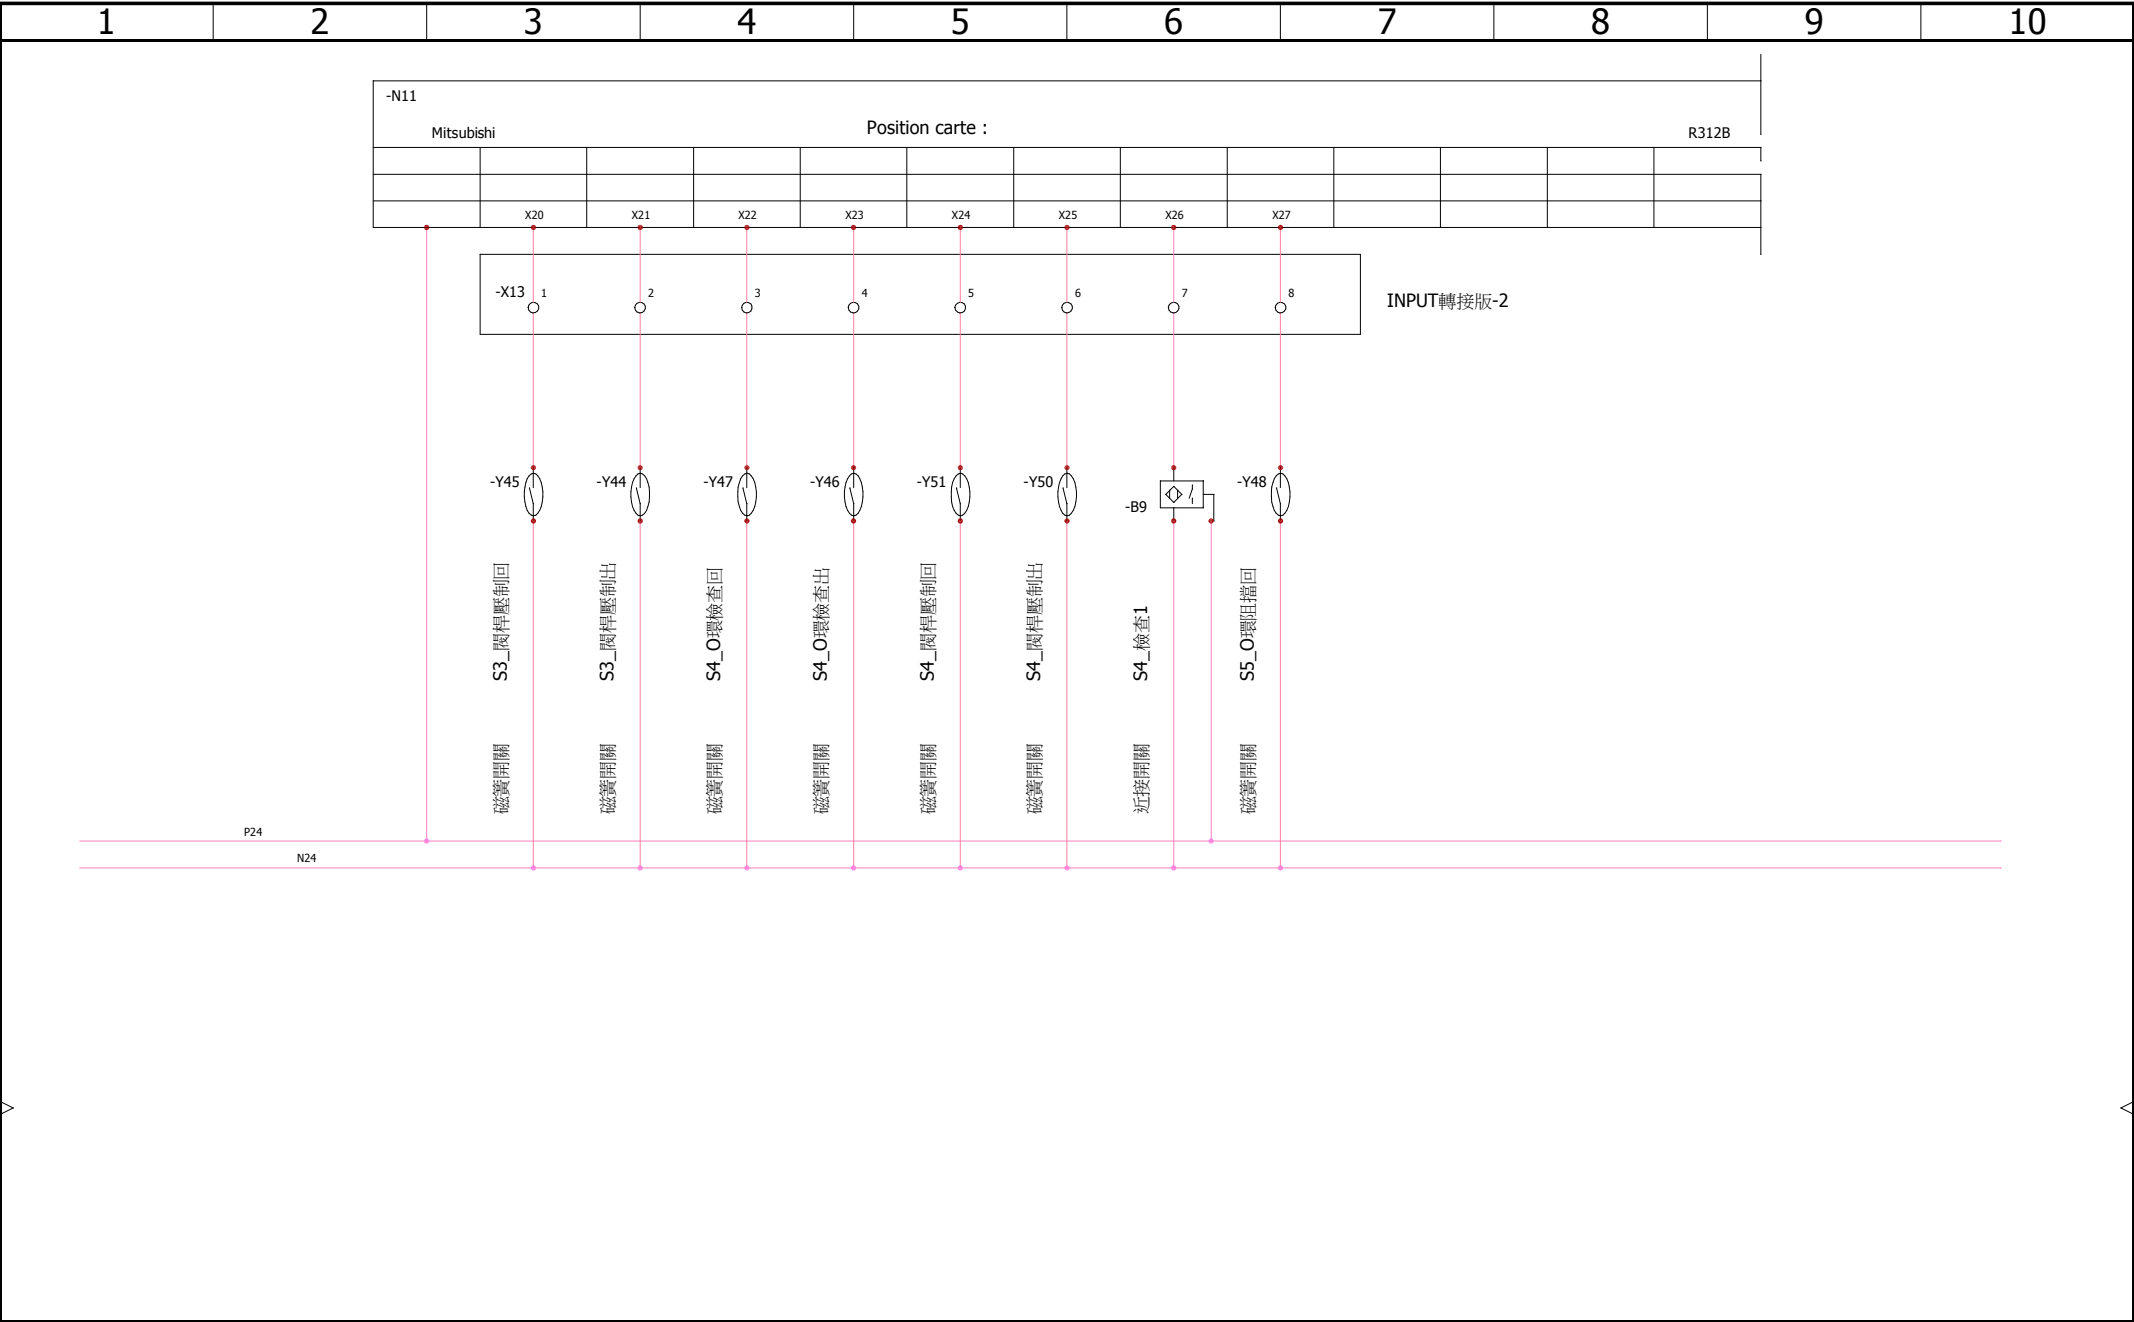 1 2 3 4 5 6 7 8 9 10
-N11
Mitsubishi Position carte : R312B
X20 X21 X22 X23 X24 X25 X26 X27
-X13 1 2 3 4 5 6 7 8
INPUT轉接版-2
-Y45 -Y44 -Y47 -Y46 -Y51 -Y50 -B9 -Y48
S3_閥桿壓制回
S3_閥桿壓制出
S4_O環檢查回
S4_O環檢查出
S4_閥桿壓制回
S4_閥桿壓制出
S4_檢查1
S5_O環阻擋回
磁簧開關
磁簧開關
磁簧開關
磁簧開關
磁簧開關
磁簧開關
近接開關
磁簧開關
P24
N24